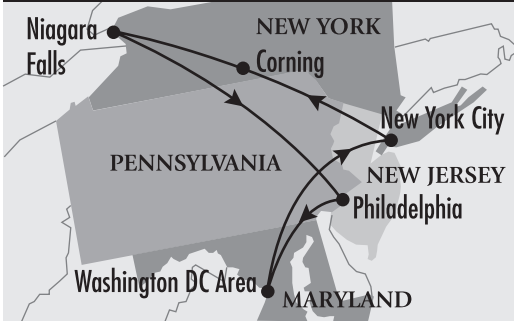 NEW YORK
Niagara
Falls
Corning
New York City
PENNSYLVANIA
NEW JERSEY
Philadelphia
Washington DC Area
MARYLAND